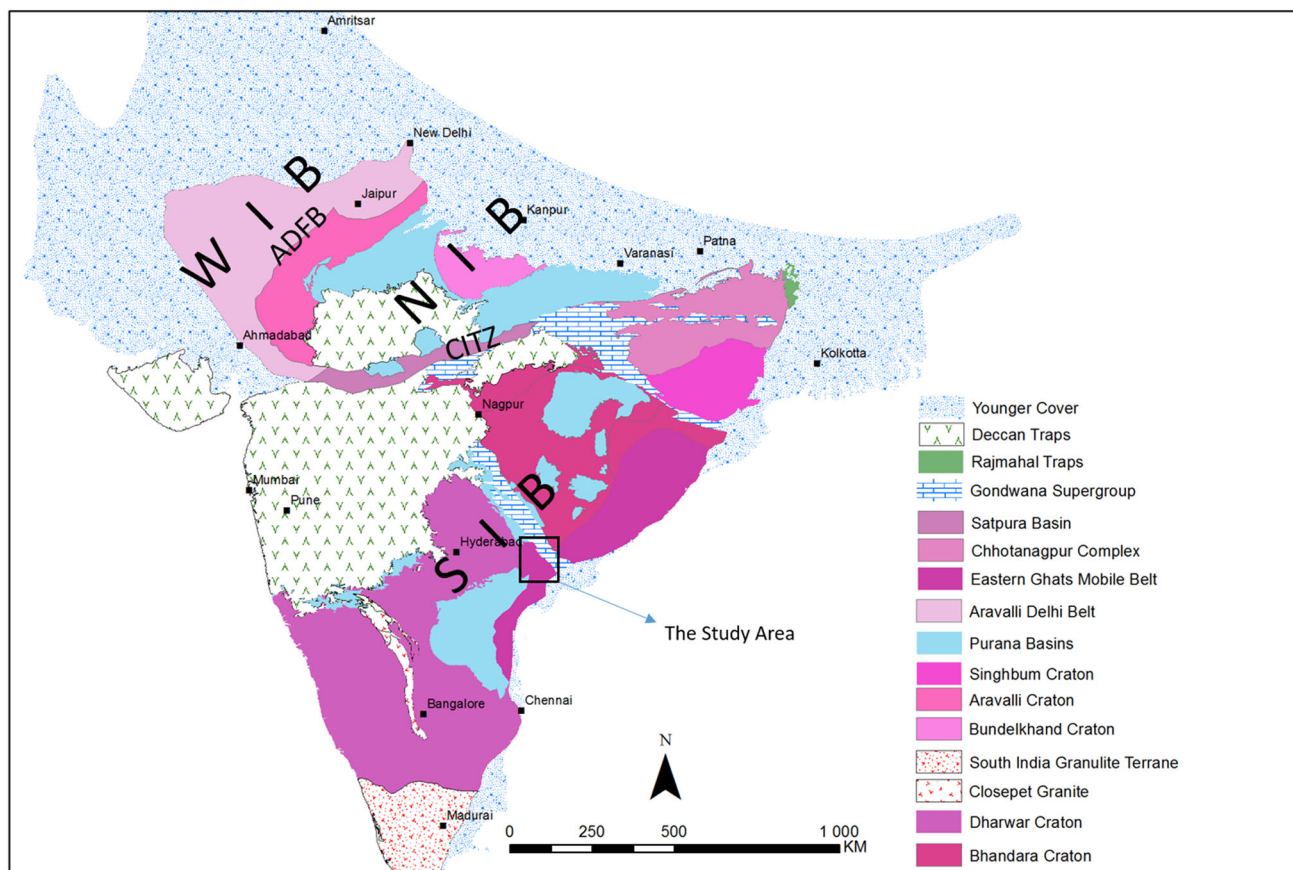 Amritsar
New Delhi
WIB
Jaipur
ADFB
NIB
Kanpur
Varanasi
Patna
Ahmadabad
CITZ
Kolkotta
Nagpur
Mumbai
Pune
SIB
Hyderabad
The Study Area
Bangalore
Chennai
Madurai
N
0 250 500 1 000
KM
Younger Cover
Deccan Traps
Rajmahal Traps
Gondwana Supergroup
Satpura Basin
Chhotanagpur Complex
Eastern Ghats Mobile Belt
Aravalli Delhi Belt
Purana Basins
Singhbum Craton
Aravalli Craton
Bundelkhand Craton
South India Granulite Terrane
Closepet Granite
Dharwar Craton
Bhandara Craton